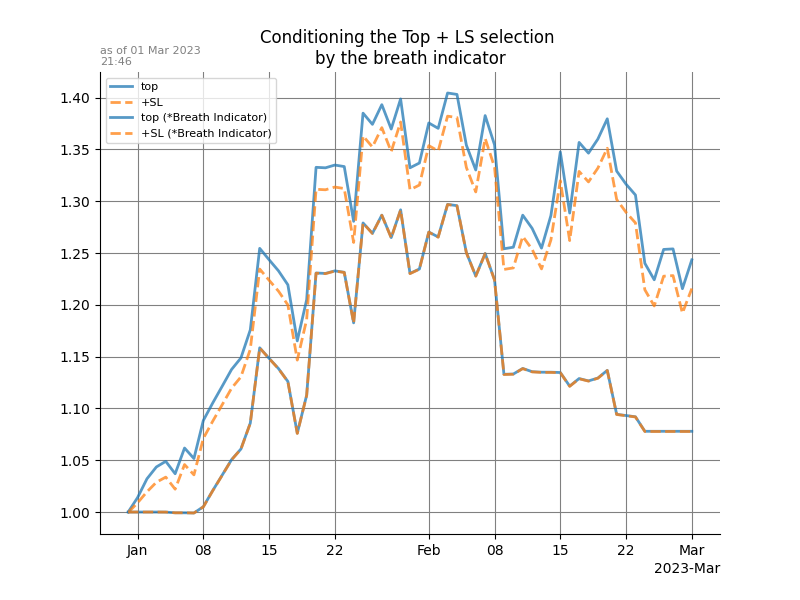 Conditioning the Top + LS selection
by the breath indicator
as of 01 Mar 2023
21:46
top
+SL
top (*Breath Indicator)
+SL (*Breath Indicator)
1.40
1.35
1.30
1.25
1.20
1.15
1.10
1.05
1.00
Jan 08 15 22 Feb 08 15 22 Mar
2023-Mar